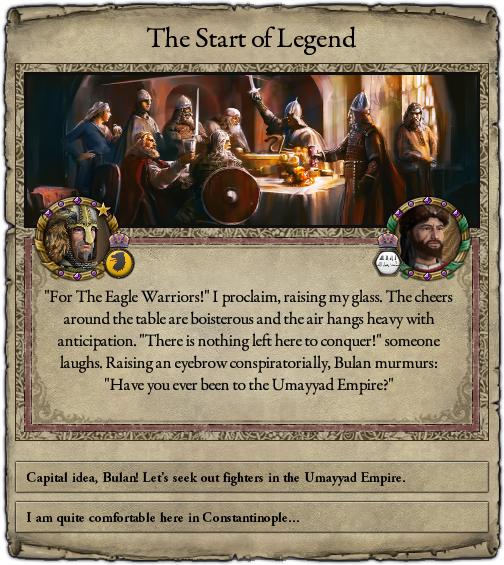 The Start of Legend
"For The Eagle Warriors!" I proclaim, raising my glass. The cheers
around the table are boisterous and the air hangs heavy with
anticipation. "There is nothing left here to conquer!" someone
laughs. Raising an eyebrow conspiratorially, Bulan murmurs:
"Have you ever been to the Umayyad Empire?"
Capital idea, Bulan! Let's seek out fighters in the Umayyad Empire.
I am quite comfortable here in Constantinople...